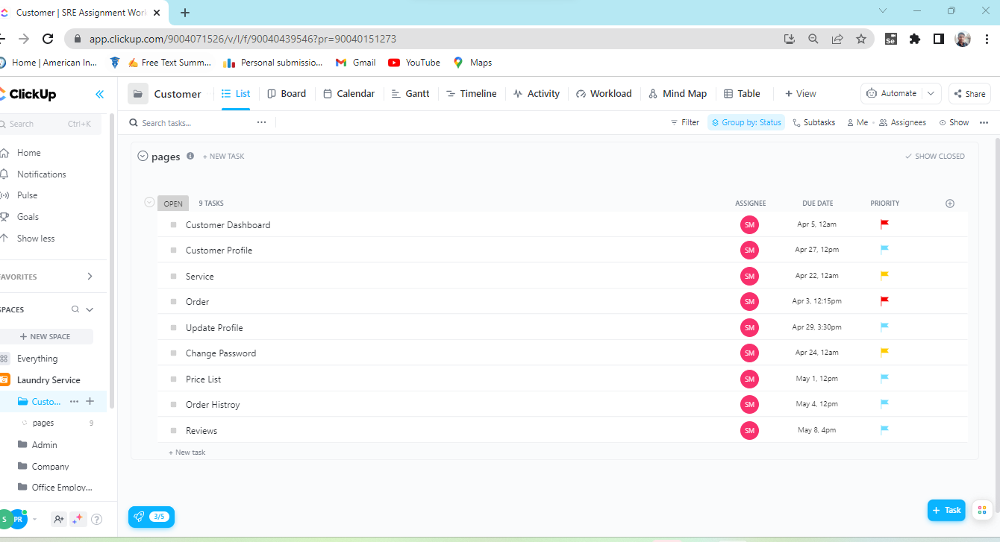 Customer | SRE Assignment Work
app.clickup.com/9004071526/v/l/f/90040439546?pr=90040151273
Home | American In... Free Text Summ... Personal submissio... Gmail YouTube Maps
ClickUp
Customer List Board Calendar Gantt Timeline Activity Workload Mind Map Table + View Automate Share
Search Ctrl+K
Search tasks... Filter Group by: Status Subtasks Me Assignees Show
Home
Notifications
Pulse
Goals
Show less
FAVORITES
SPACES
+ NEW SPACE
Everything
Laundry Service
Custo...
pages 9
Admin
Company
Office Employ...
S PR
pages + NEW TASK SHOW CLOSED
OPEN 9 TASKS ASSIGNEE DUE DATE PRIORITY
Customer Dashboard SM Apr 5, 12am
Customer Profile SM Apr 27, 12pm
Service SM Apr 22, 12am
Order SM Apr 3, 12:15pm
Update Profile SM Apr 29, 3:30pm
Change Password SM Apr 24, 12am
Price List SM May 1, 12pm
Order Histroy SM May 4, 12pm
Reviews SM May 8, 4pm
+ New task
3/5
+ Task